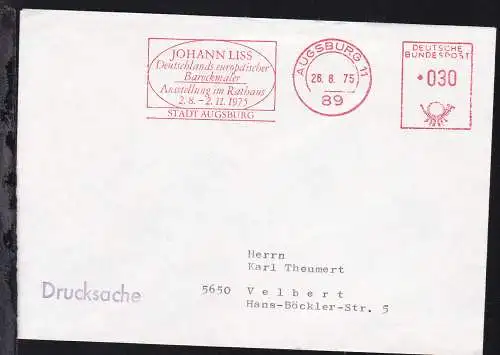 JOHANN LISS
Deutschlands europäischer
Barockmaler
Ausstellung im Rathaus
2.8.–2.11.1975
STADT AUGSBURG
AUGSBURG 11
26.8.75
89
DEUTSCHE
BUNDESPOST
030
Herrn
Karl Theumert
5650 Velbert
Hans-Böckler-Str. 5
Drucksache